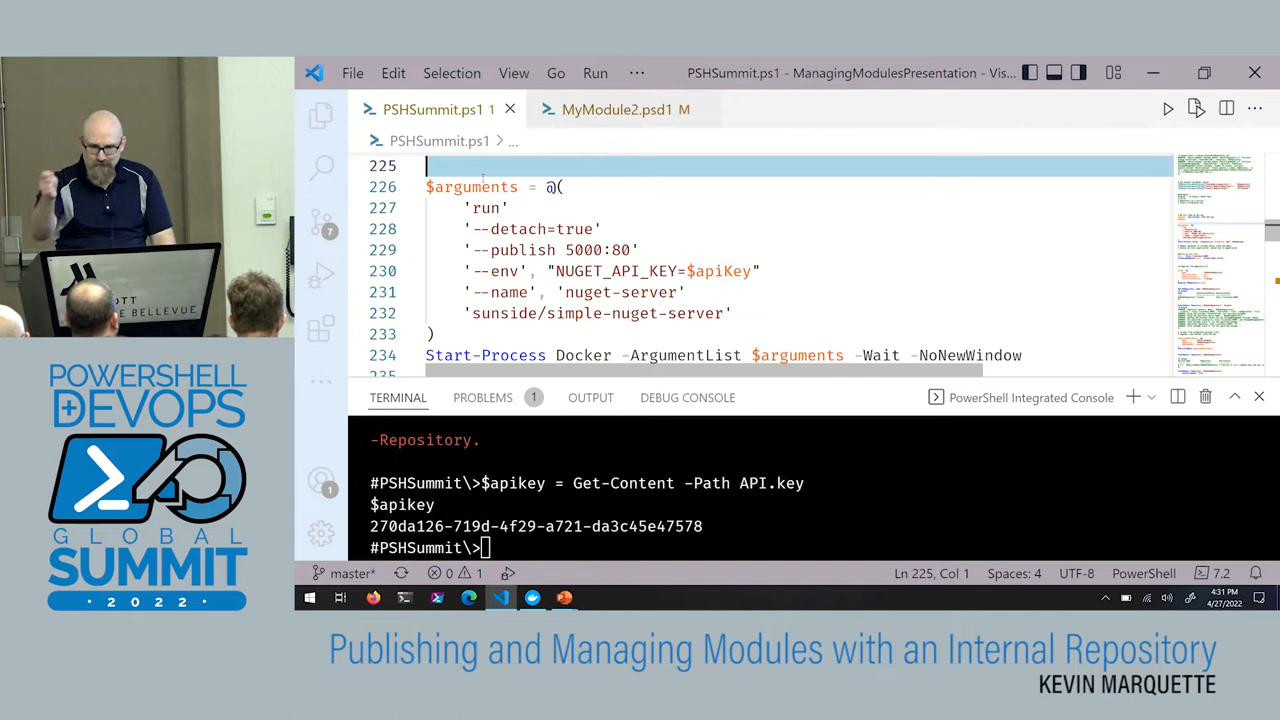 File Edit Selection View Go Run ··· PSHSummit.ps1 - ManagingModulesPresentation - Vis...
PSHSummit.ps1 1 MyModule2.psd1 M
PSHSummit.ps1 > ...
225
226 $arguments = @(
227 'run'
228 '--detach=true'
229 '--publish 5000:80'
230 '--env', "NUGET_API_KEY=$apiKey"
231 'nuget-server'
232 '/simple-nuget-server'
)
234 Start-Process Docker -ArgumentList $arguments -Wait -NoNewWindow
235
TERMINAL PROBLEMS 1 OUTPUT DEBUG CONSOLE PowerShell Integrated Console
-Repository.
#PSHSummit\>$apikey = Get-Content -Path API.key
$apikey
270da126-719d-4f29-a721-da3c45e47578
#PSHSummit\>
7
1
master* 0 1 Ln 225, Col 1 Spaces: 4 UTF-8 PowerShell 7.2
4:31 PM
4/27/2022
BELLEVUE
POWERSHELL
+DEVOPS
GLOBAL
SUMMIT
· 2022 ·
Publishing and Managing Modules with an Internal Repository
KEVIN MARQUETTE